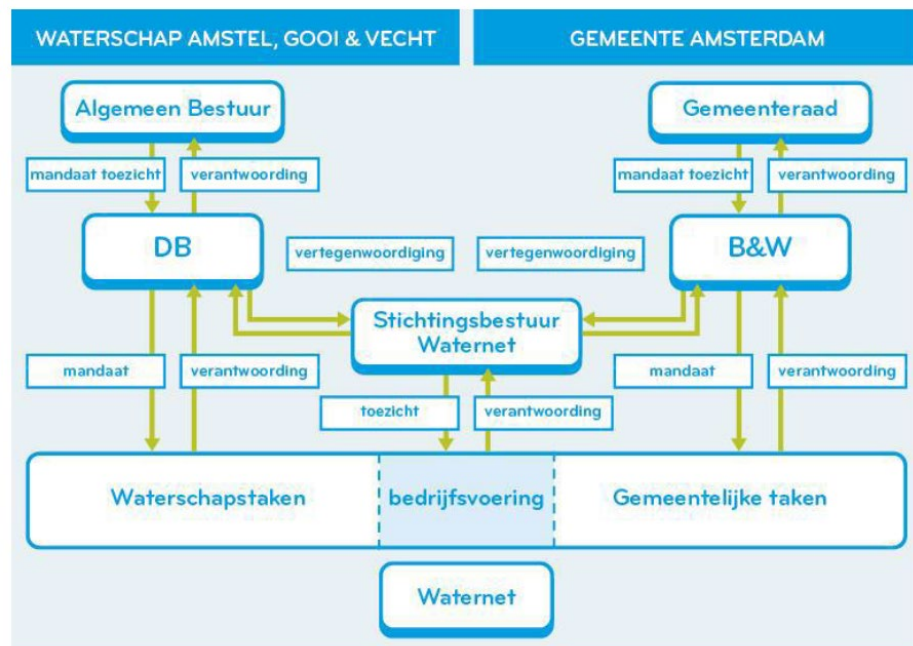 WATERSCHAP AMSTEL, GOOI & VECHT
GEMEENTE AMSTERDAM
Algemeen Bestuur
Gemeenteraad
mandaat toezicht
verantwoording
mandaat toezicht
verantwoording
DB
vertegenwoordiging
vertegenwoordiging
B&W
Stichtingsbestuur
Waternet
mandaat
verantwoording
mandaat
verantwoording
toezicht
verantwoording
Waterschapstaken
bedrijfsvoering
Gemeentelijke taken
Waternet